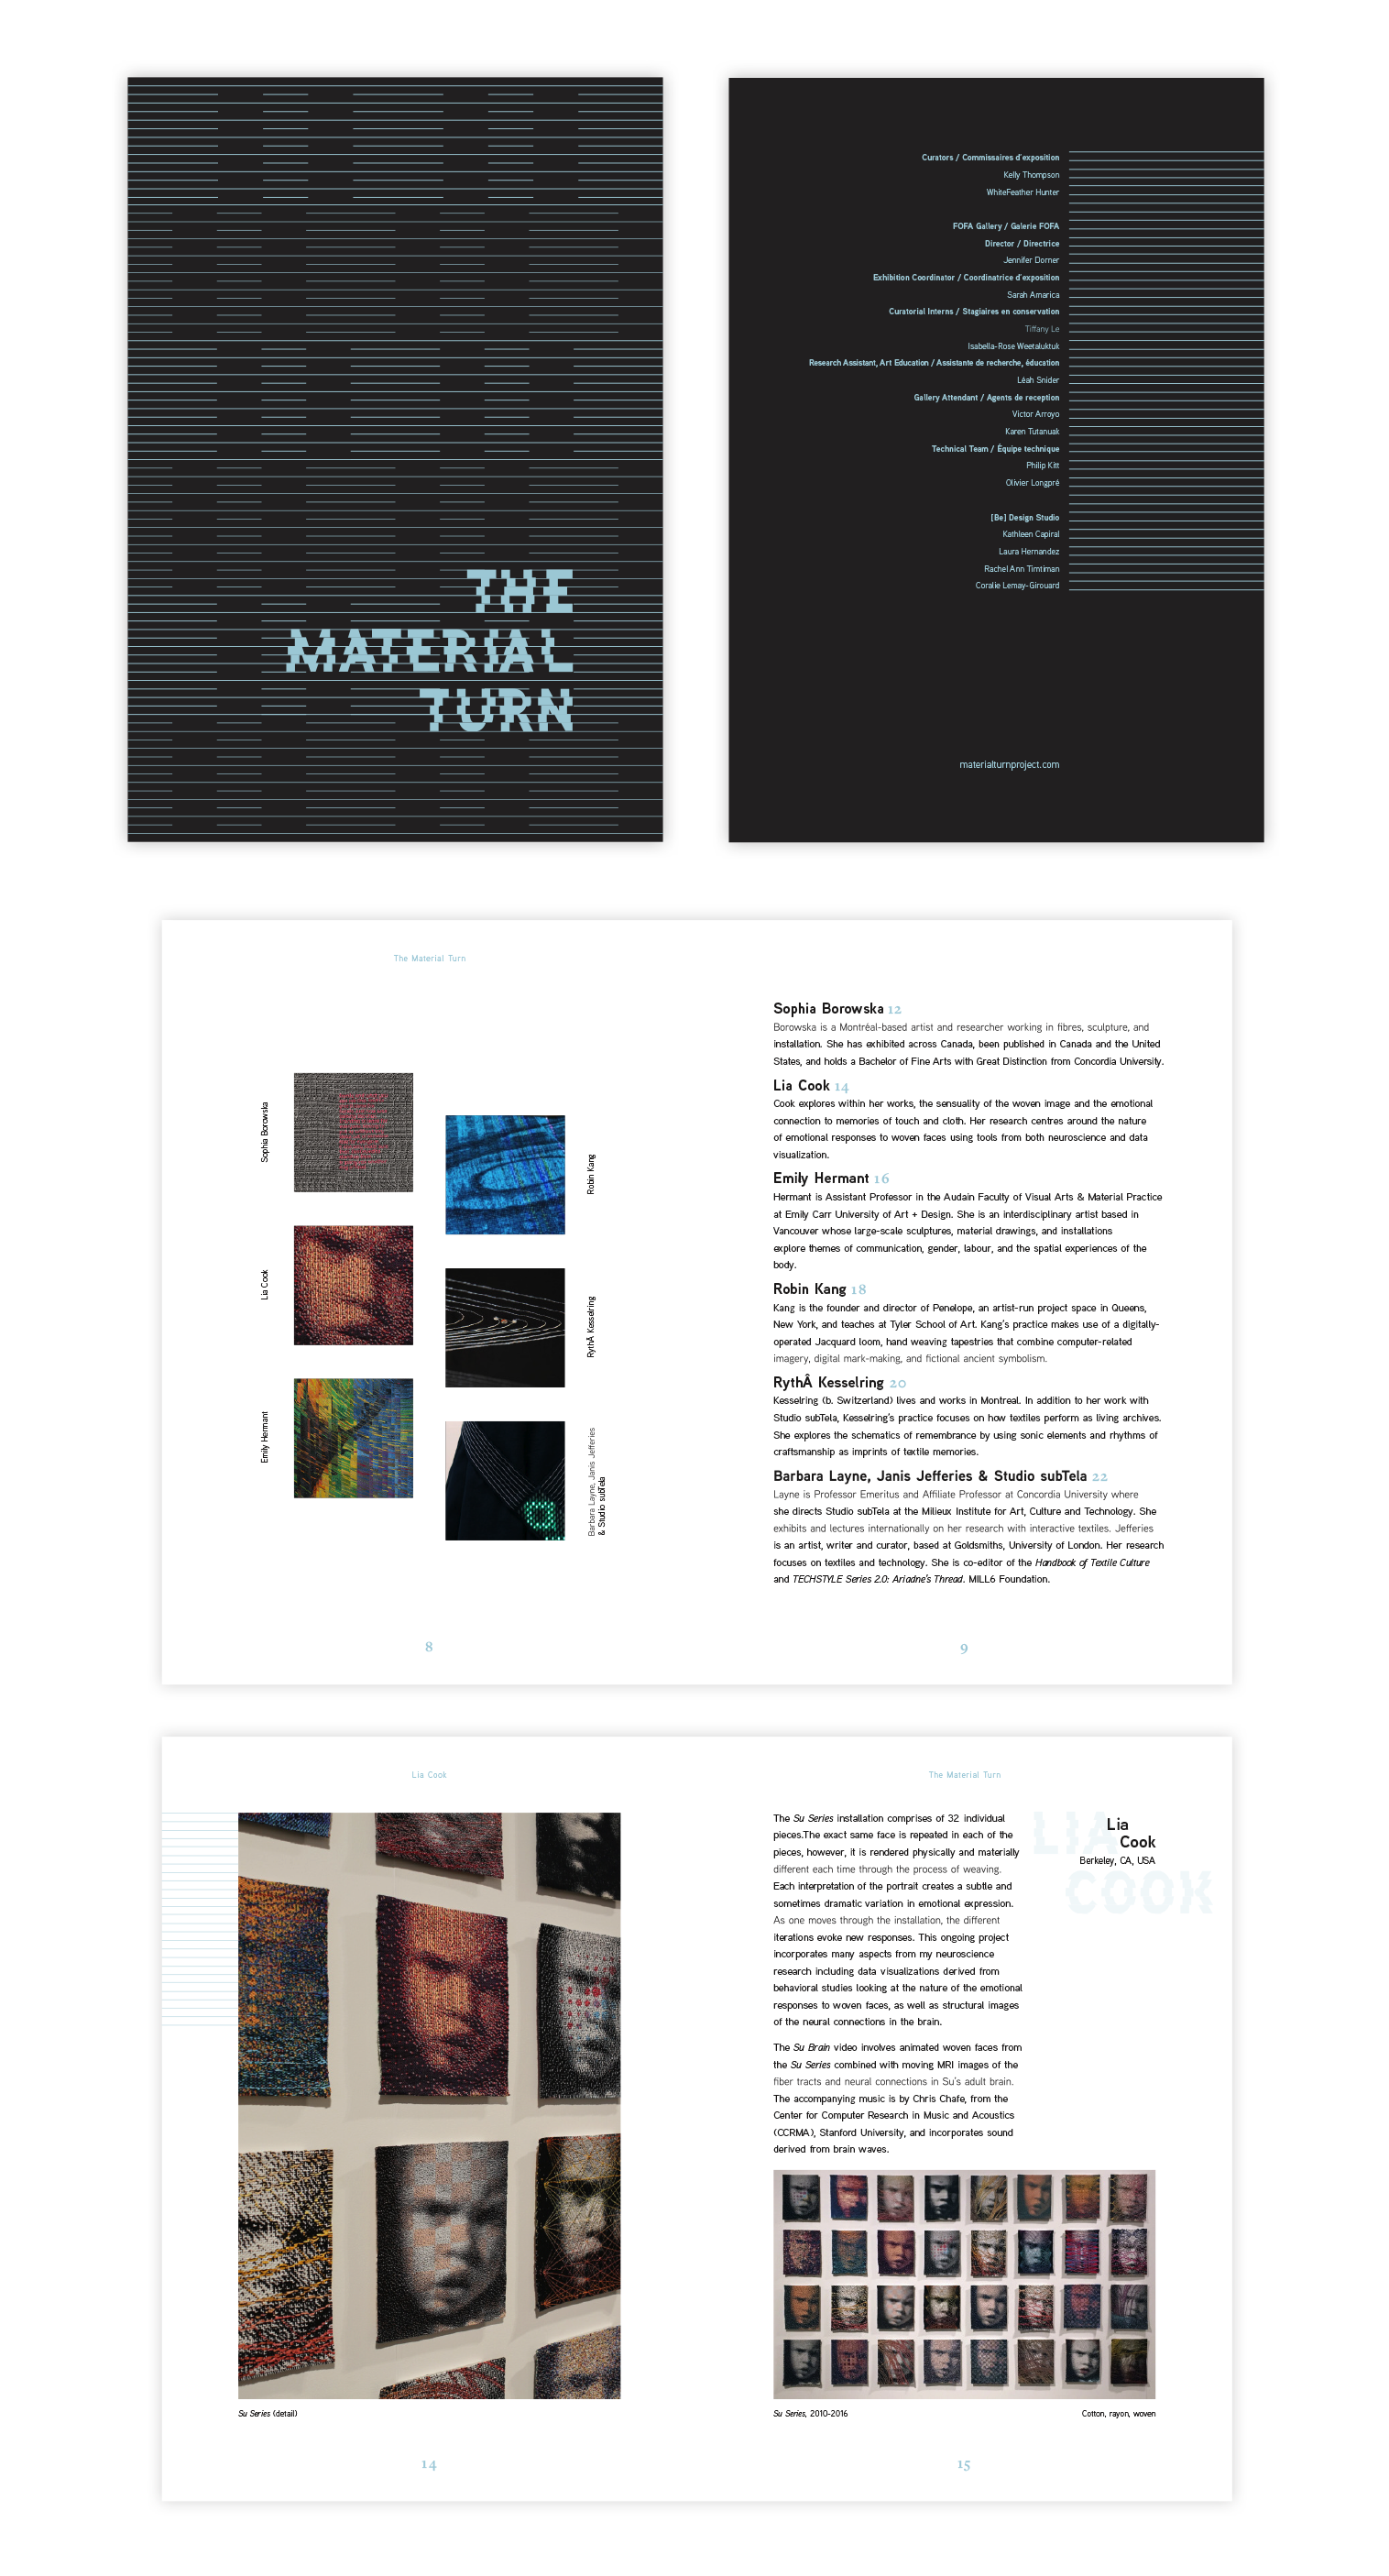 THE
MATERIAL
TURN
Curators / Commissaires d'exposition
Kelly Thompson
WhiteFeather Hunter
FOFA Gallery / Galerie FOFA
Director / Directrice
Jennifer Dorner
Exhibition Coordinator / Coordinatrice d'exposition
Sarah Amarica
Curatorial Interns / Stagiaires en conservation
Tiffany Le
Isabella-Rose Weetaluktuk
Research Assistant, Art Education / Assistante de recherche, éducation
Léah Snider
Gallery Attendant / Agents de reception
Victor Arroyo
Karen Tutanuak
Technical Team / Équipe technique
Philip Kitt
Olivier Longpré
[Be] Design Studio
Kathleen Capiral
Laura Hernandez
Rachel Ann Timtiman
Coralie Lemay-Girouard
materialturnproject.com
The Material Turn
Sophia Borowska
Lia Cook
Emily Hermant
Robin Kang
RythÂ Kesselring
Barbara Layne, Janis Jefferies
& Studio subTela
8
Sophia Borowska 12
Borowska is a Montréal-based artist and researcher working in fibres, sculpture, and
installation. She has exhibited across Canada, been published in Canada and the United
States, and holds a Bachelor of Fine Arts with Great Distinction from Concordia University.
Lia Cook 14
Cook explores within her works, the sensuality of the woven image and the emotional
connection to memories of touch and cloth. Her research centres around the nature
of emotional responses to woven faces using tools from both neuroscience and data
visualization.
Emily Hermant 16
Hermant is Assistant Professor in the Audain Faculty of Visual Arts & Material Practice
at Emily Carr University of Art + Design. She is an interdisciplinary artist based in
Vancouver whose large-scale sculptures, material drawings, and installations
explore themes of communication, gender, labour, and the spatial experiences of the
body.
Robin Kang 18
Kang is the founder and director of Penelope, an artist-run project space in Queens,
New York, and teaches at Tyler School of Art. Kang's practice makes use of a digitally-
operated Jacquard loom, hand weaving tapestries that combine computer-related
imagery, digital mark-making, and fictional ancient symbolism.
RythÂ Kesselring 20
Kesselring (b. Switzerland) lives and works in Montreal. In addition to her work with
Studio subTela, Kesselring's practice focuses on how textiles perform as living archives.
She explores the schematics of remembrance by using sonic elements and rhythms of
craftsmanship as imprints of textile memories.
Barbara Layne, Janis Jefferies & Studio subTela 22
Layne is Professor Emeritus and Affiliate Professor at Concordia University where
she directs Studio subTela at the Milieux Institute for Art, Culture and Technology. She
exhibits and lectures internationally on her research with interactive textiles. Jefferies
is an artist, writer and curator, based at Goldsmiths, University of London. Her research
focuses on textiles and technology. She is co-editor of the Handbook of Textile Culture
and TECHSTYLE Series 2.0: Ariadne's Thread. MILL6 Foundation.
9
Lia Cook
Su Series (detail)
14
The Material Turn
The Su Series installation comprises of 32 individual
pieces.The exact same face is repeated in each of the
pieces, however, it is rendered physically and materially
different each time through the process of weaving.
Each interpretation of the portrait creates a subtle and
sometimes dramatic variation in emotional expression.
As one moves through the installation, the different
iterations evoke new responses. This ongoing project
incorporates many aspects from my neuroscience
research including data visualizations derived from
behavioral studies looking at the nature of the emotional
responses to woven faces, as well as structural images
of the neural connections in the brain.
The Su Brain video involves animated woven faces from
the Su Series combined with moving MRI images of the
fiber tracts and neural connections in Su's adult brain.
The accompanying music is by Chris Chafe, from the
Center for Computer Research in Music and Acoustics
(CCRMA), Stanford University, and incorporates sound
derived from brain waves.
LIA
COOK
Lia
Cook
Berkeley, CA, USA
Su Series, 2010-2016
Cotton, rayon, woven
15